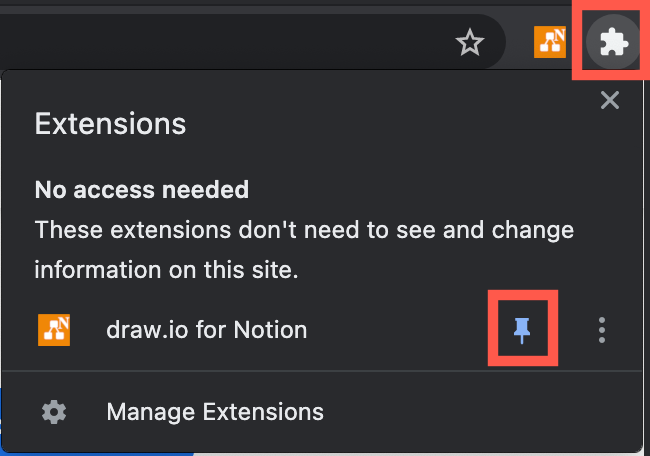 N
Extensions
No access needed
These extensions don't need to see and change
information on this site.
N
draw.io for Notion
Manage Extensions